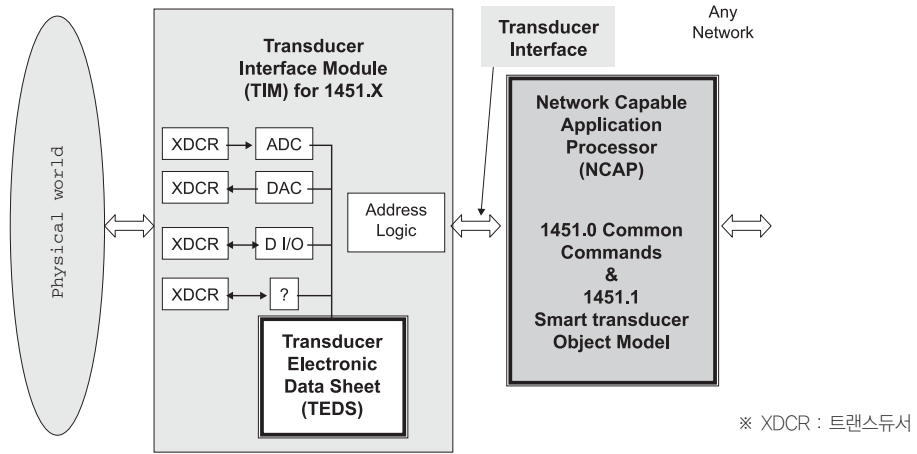 Physical world
Transducer
Interface Module
(TIM) for 1451.X
XDCR
ADC
XDCR
DAC
XDCR
D I/O
XDCR
?
Transducer
Electronic
Data Sheet
(TEDS)
Address
Logic
Transducer
Interface
Network Capable
Application
Processor
(NCAP)
1451.0 Common
Commands
&
1451.1
Smart transducer
Object Model
Any
Network
※ XDCR : 트랜스듀서